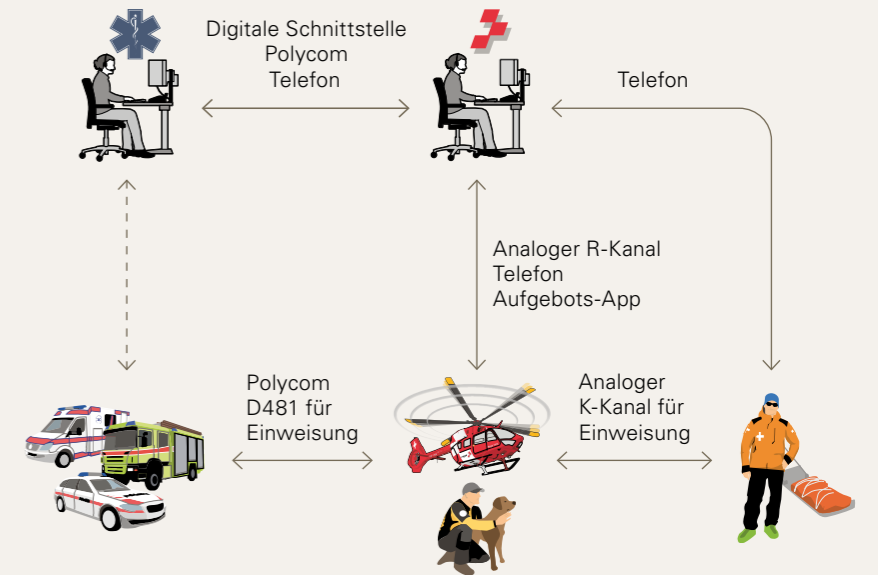 Digitale Schnittstelle
Polycom
Telefon
Telefon
Analoger R-Kanal
Telefon
Aufgebots-App
Polycom
D481 für
Einweisung
Analoger
K-Kanal für
Einweisung